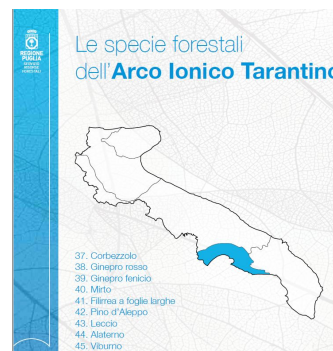 REGIONE
PUGLIA
Le specie forestali
dell'Arco Ionico Tarantino
37. Corbezzolo
38. Ginepro rosso
39. Ginepro fenicio
40. Mirto
41. Filirrea a foglie larghe
42. Pino d'Aleppo
43. Leccio
44. Alaterno
45. Viburno